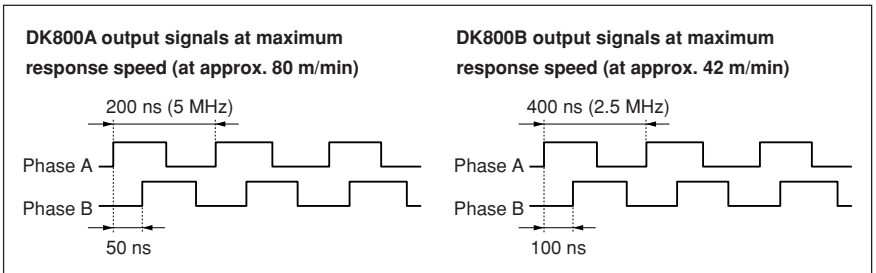 DK800A output signals at maximum
response speed (at approx. 80 m/min)
200 ns (5 MHz)
Phase A
Phase B
50 ns
DK800B output signals at maximum
response speed (at approx. 42 m/min)
400 ns (2.5 MHz)
Phase A
Phase B
100 ns